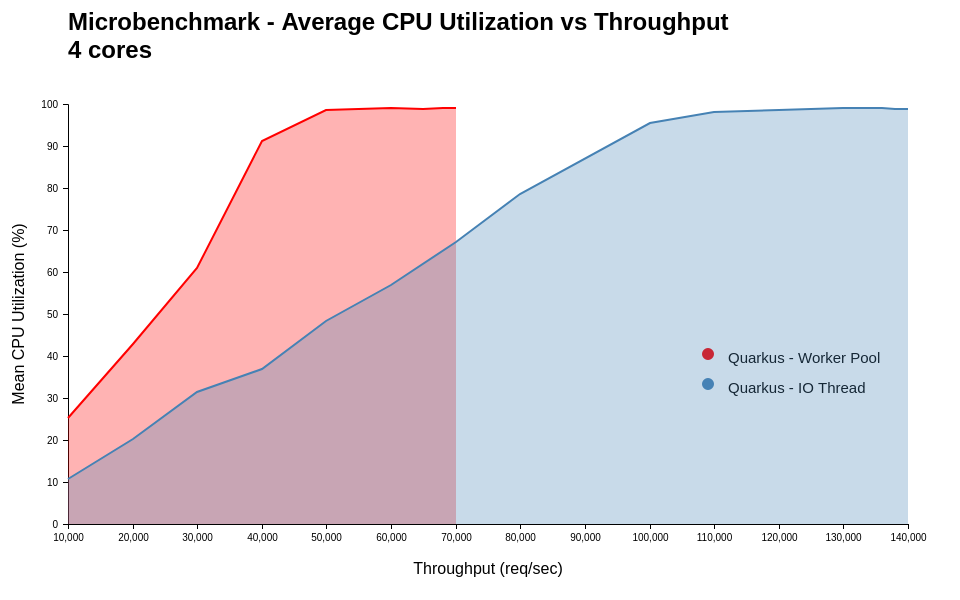 Microbenchmark - Average CPU Utilization vs Throughput
4 cores
Mean CPU Utilization (%)
100
90
80
70
60
50
40
30
20
10
0
Quarkus - Worker Pool
Quarkus - IO Thread
10,000 20,000 30,000 40,000 50,000 60,000 70,000 80,000 90,000 100,000 110,000 120,000 130,000 140,000
Throughput (req/sec)